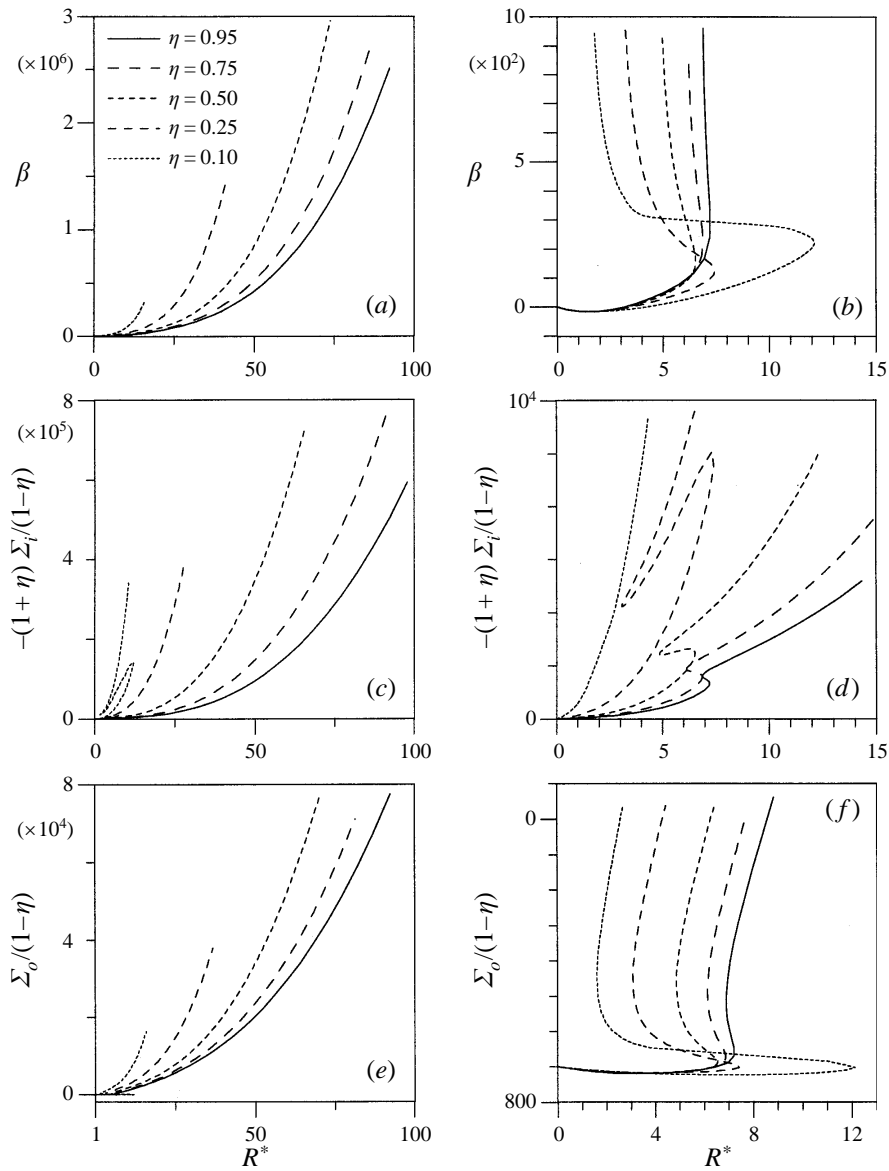 3
(×10⁶)
2
β
1
0
0
50
100
η = 0.95
η = 0.75
η = 0.50
η = 0.25
η = 0.10
(a)
10
(×10²)
5
β
0
0
5
10
15
(b)
8
(×10⁵)
4
–(1 + η) Σᵢ/(1–η)
0
0
50
100
(c)
10⁴
–(1 + η) Σᵢ/(1–η)
0
0
5
10
15
(d)
8
(×10⁴)
4
Σₒ/(1–η)
0
1
50
100
R*
(e)
0
Σₒ/(1–η)
800
0
4
8
12
R*
(f)